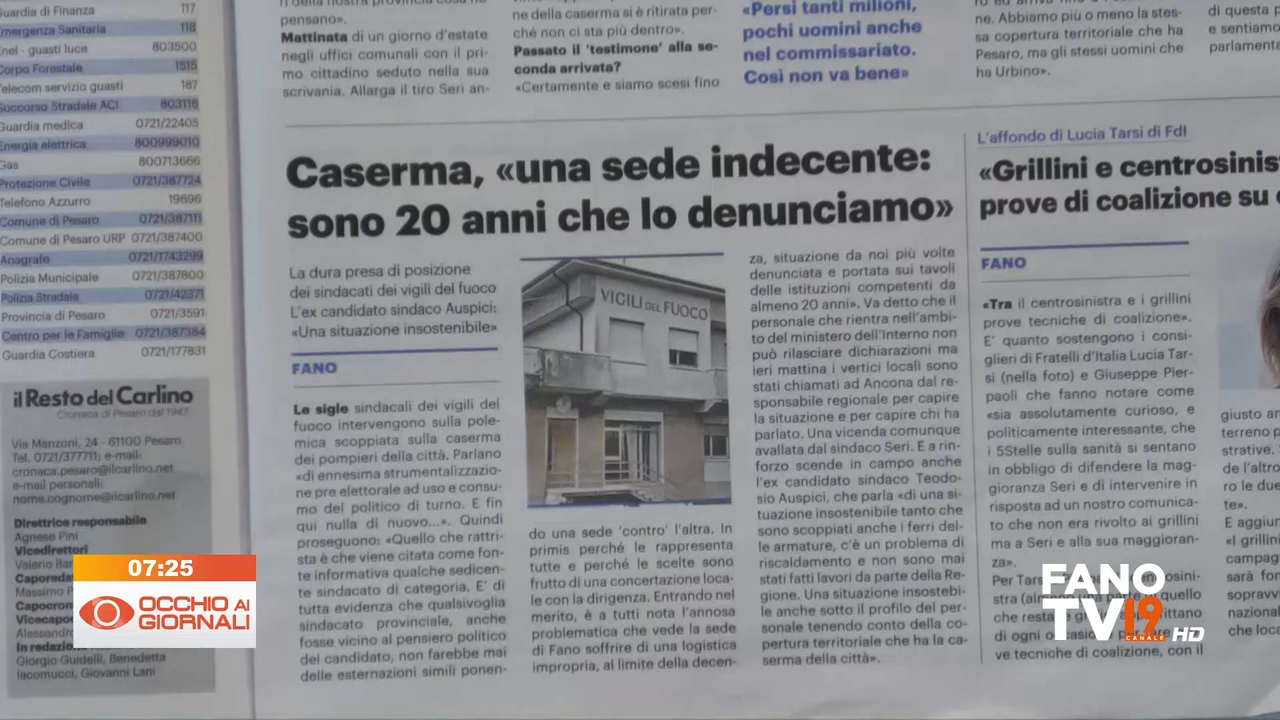 Guardia di Finanza 117
Emergenza Sanitaria 118
Enel - guasti luce 803500
Corpo Forestale 1515
Telecom servizio guasti 187
Soccorso Stradale ACI 803116
Guardia medica 0721/22405
Energia elettrica 800999010
Gas 800713666
Protezione Civile 0721/387724
Telefono Azzurro 19696
Comune di Pesaro 0721/387111
Comune di Pesaro URP 0721/387400
Anagrafe 0721/1743299
Polizia Municipale 0721/387800
Polizia Stradale 0721/42371
Provincia di Pesaro 0721/3591
Centro per le Famiglie 0721/387384
Guardia Costiera 0721/177831
il Resto del Carlino
Cronaca di Pesaro dal 1947
Via Manzoni, 24 - 61100 Pesaro
Tel. 0721/377711; e-mail:
cronaca.pesaro@ilcarlino.net
e-mail personali:
nome.cognome@ilcarlino.net
Direttrice responsabile
Agnese Pini
Vicedirettori
Valerio
Massimo
In redazione
Giorgio Guidelli, Benedetta
Iacomucci, Giovanni Lani
pensano».
Mattinata di un giorno d'estate
negli uffici comunali con il pri-
mo cittadino seduto nella sua
scrivania. Allarga il tiro Seri an-
ne della caserma si è ritirata per-
ché non ci sta più dentro».
Passato il 'testimone' alla se-
conda arrivata?
«Certamente e siamo scesi fino
«Persi tanti milioni,
pochi uomini anche
nel commissariato.
Così non va bene»
ne. Abbiamo più o meno la stes-
sa copertura territoriale che ha
Pesaro, ma gli stessi uomini che
ha Urbino».
di questa
e sentiamo
parlamenta
Caserma, «una sede indecente:
sono 20 anni che lo denunciamo»
La dura presa di posizione
dei sindacati dei vigili del fuoco
L'ex candidato sindaco Auspici:
«Una situazione insostenibile»
FANO
Le sigle sindacali dei vigili del
fuoco intervengono sulla pole-
mica scoppiata sulla caserma
dei pompieri della città. Parlano
«di ennesima strumentalizzazio-
ne pre elettorale ad uso e consu-
mo del politico di turno. E fin
qui nulla di nuovo...». Quindi
proseguono: «Quello che rattri-
sta è che viene citata come fon-
te informativa qualche sedicen-
te sindacato di categoria. E' di
tutta evidenza che qualsivoglia
sindacato provinciale, anche
fosse vicino al pensiero politico
del candidato, non farebbe mai
delle esternazioni simili ponen-
VIGILI DEL FUOCO
do una sede 'contro' l'altra. In
primis perché le rappresenta
tutte e perché le scelte sono
frutto di una concertazione loca-
le con la dirigenza. Entrando nel
merito, è a tutti nota l'annosa
problematica che vede la sede
di Fano soffrire di una logistica
impropria, al limite della decen-
za, situazione da noi più volte
denunciata e portata sui tavoli
delle istituzioni competenti da
almeno 20 anni». Va detto che il
personale che rientra nell'ambi-
to del ministero dell'Interno non
può rilasciare dichiarazioni ma
ieri mattina i vertici locali sono
stati chiamati ad Ancona dal re-
sponsabile regionale per capire
la situazione e per capire chi ha
parlato. Una vicenda comunque
avallata dal sindaco Seri. E a rin-
forzo scende in campo anche
l'ex candidato sindaco Teodo-
sio Auspici, che parla «di una si-
tuazione insostenibile tanto che
sono scoppiati anche i ferri del-
le armature, c'è un problema di
riscaldamento e non sono mai
stati fatti lavori da parte della Re-
gione. Una situazione insostebi-
le anche sotto il profilo del per-
sonale tenendo conto della co-
pertura territoriale che ha la ca-
serma della città».
L'affondo di Lucia Tarsi di FdI
«Grillini e centrosinis
prove di coalizione su
FANO
«Tra il centrosinistra e i grillini
prove tecniche di coalizione».
E' quanto sostengono i consi-
glieri di Fratelli d'Italia Lucia Tar-
si (nella foto) e Giuseppe Pier-
paoli che fanno notare come
«sia assolutamente curioso, e
politicamente interessante, che
i 5Stelle sulla sanità si sentano
in obbligo di difendere la mag-
gioranza Seri e di intervenire in
risposta ad un nostro comunica-
to che non era rivolto ai grillini
ma a Seri e alla sua maggioran-
za».
Per Tar
stra quello
che resta
di ogni
ve tecniche di coalizione, con il
giusto
terreno
strative.
de l'altro
ro le due
te».
E aggiun
«I grillini
campag
sarà
sopravv
nazional
che loc
07:25
OCCHIO AI
GIORNALI
FANO
TV19
CANALE HD